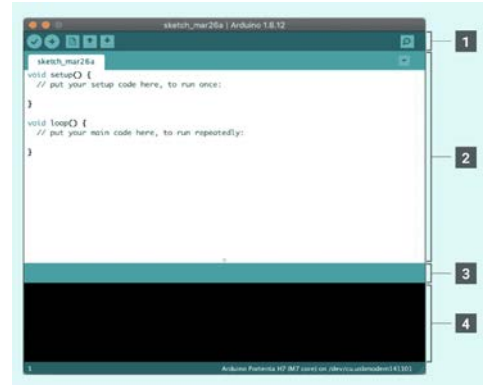 sketch_mar26a | Arduino 1.8.12
1
sketch_mar26a
void setup() {
// put your setup code here, to run once:
}
void loop() {
// put your main code here, to run repeatedly:
}
2
3
4
1
Arduino Portenta H7 (M7 core) on /dev/cu.usbmodem141101